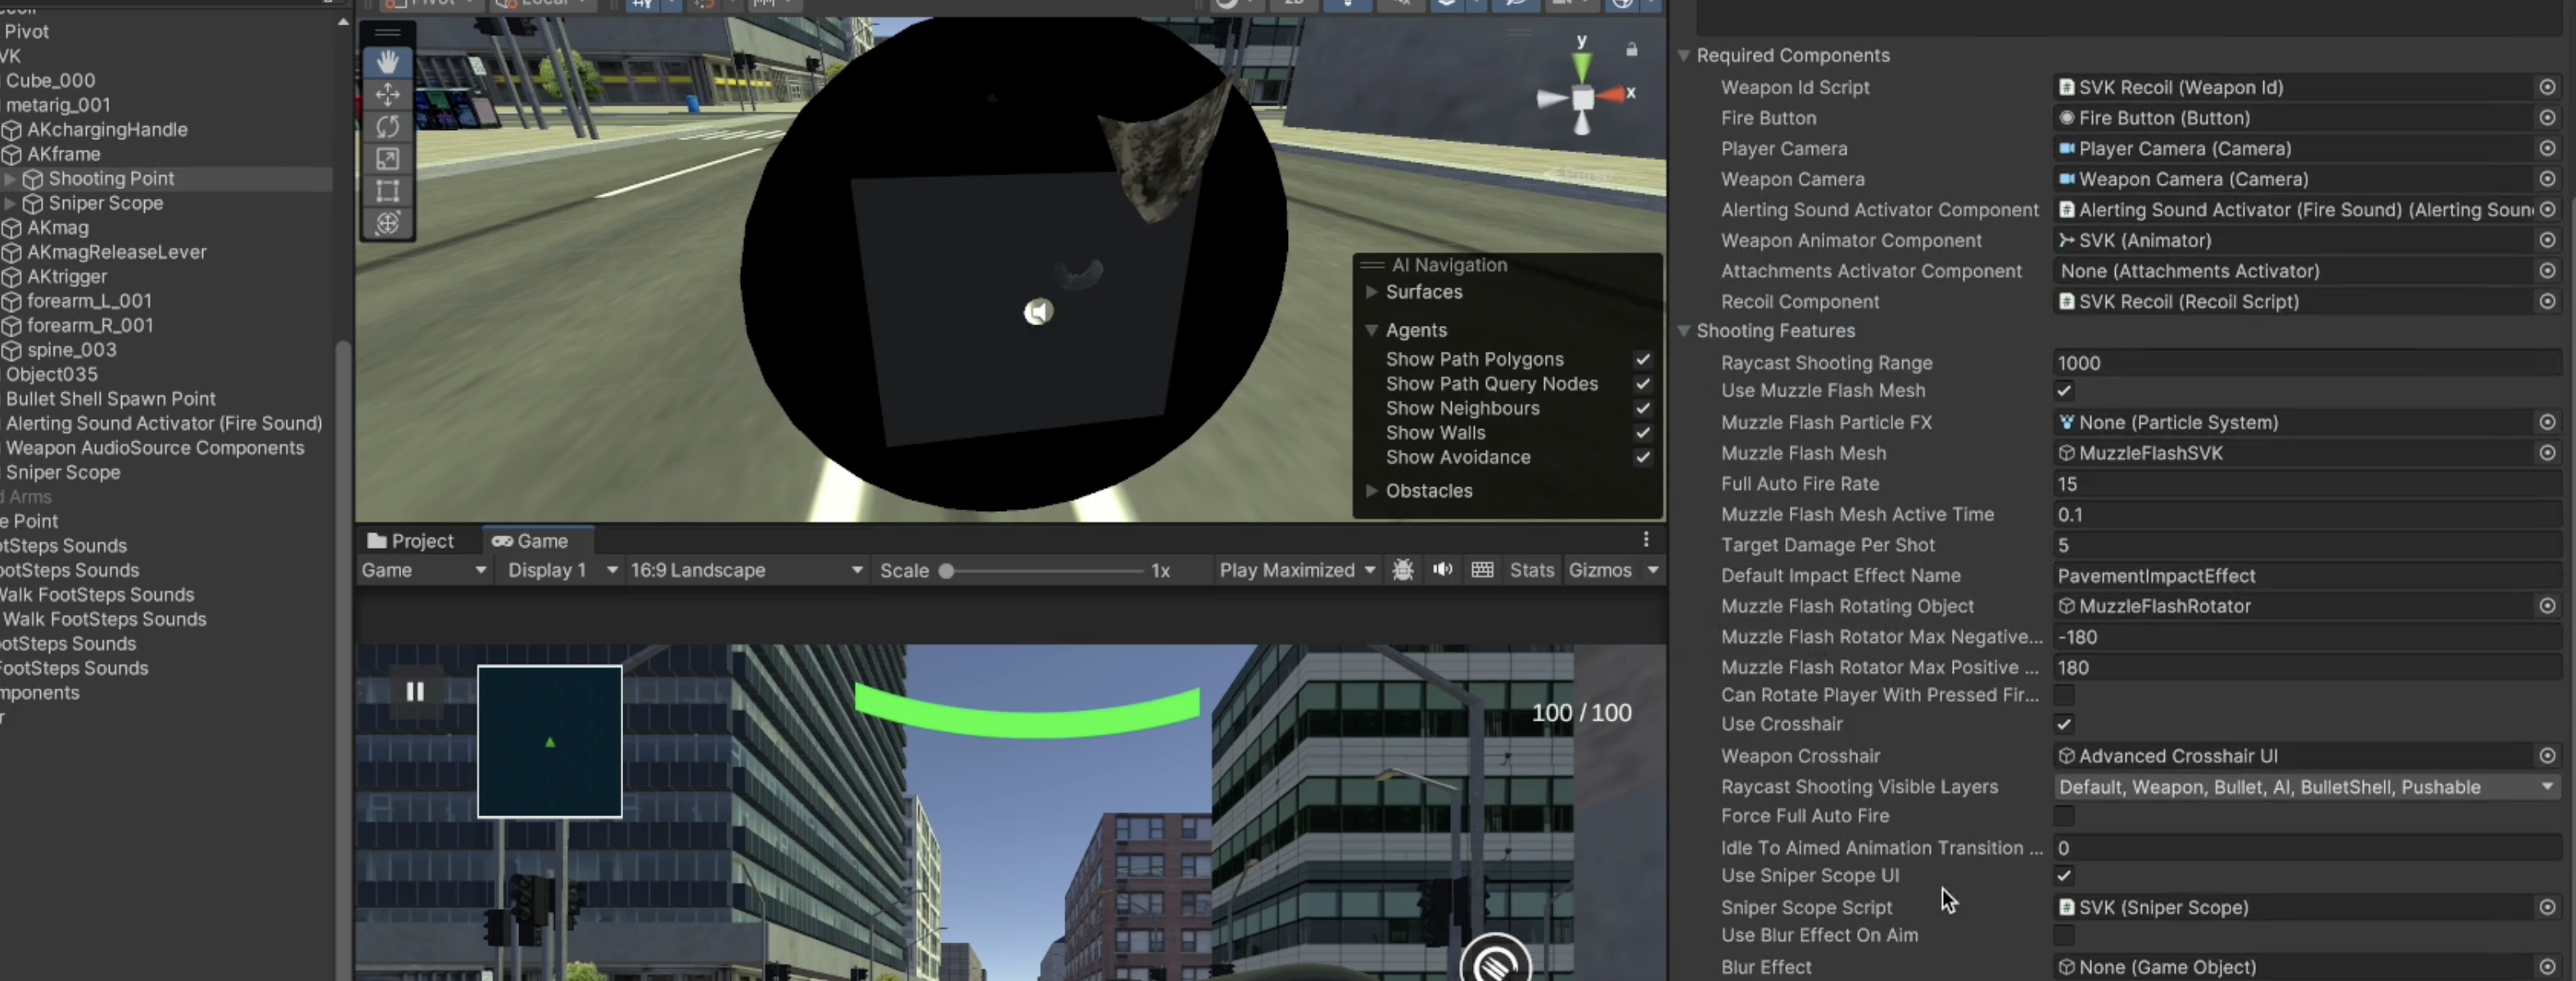 Pivot
VK
Cube_000
metarig_001
AKchargingHandle
AKframe
Shooting Point
Sniper Scope
AKmag
AKmagReleaseLever
AKtrigger
forearm_L_001
forearm_R_001
spine_003
Object035
Bullet Shell Spawn Point
Alerting Sound Activator (Fire Sound)
Weapon AudioSource Components
Sniper Scope
d Arms
e Point
otSteps Sounds
ootSteps Sounds
Walk FootSteps Sounds
Walk FootSteps Sounds
ootSteps Sounds
FootSteps Sounds
mponents
r
y
x
Persp
AI Navigation
Surfaces
Agents
Show Path Polygons
Show Path Query Nodes
Show Neighbours
Show Walls
Show Avoidance
Obstacles
Project Game
Game Display 1 16:9 Landscape Scale 1x Play Maximized Stats Gizmos
100 / 100
Required Components
Weapon Id Script SVK Recoil (Weapon Id)
Fire Button Fire Button (Button)
Player Camera Player Camera (Camera)
Weapon Camera Weapon Camera (Camera)
Alerting Sound Activator Component Alerting Sound Activator (Fire Sound) (Alerting Soun
Weapon Animator Component SVK (Animator)
Attachments Activator Component None (Attachments Activator)
Recoil Component SVK Recoil (Recoil Script)
Shooting Features
Raycast Shooting Range 1000
Use Muzzle Flash Mesh
Muzzle Flash Particle FX None (Particle System)
Muzzle Flash Mesh MuzzleFlashSVK
Full Auto Fire Rate 15
Muzzle Flash Mesh Active Time 0.1
Target Damage Per Shot 5
Default Impact Effect Name PavementImpactEffect
Muzzle Flash Rotating Object MuzzleFlashRotator
Muzzle Flash Rotator Max Negative... -180
Muzzle Flash Rotator Max Positive ... 180
Can Rotate Player With Pressed Fir...
Use Crosshair
Weapon Crosshair Advanced Crosshair UI
Raycast Shooting Visible Layers Default, Weapon, Bullet, AI, BulletShell, Pushable
Force Full Auto Fire
Idle To Aimed Animation Transition ... 0
Use Sniper Scope UI
Sniper Scope Script SVK (Sniper Scope)
Use Blur Effect On Aim
Blur Effect None (Game Object)